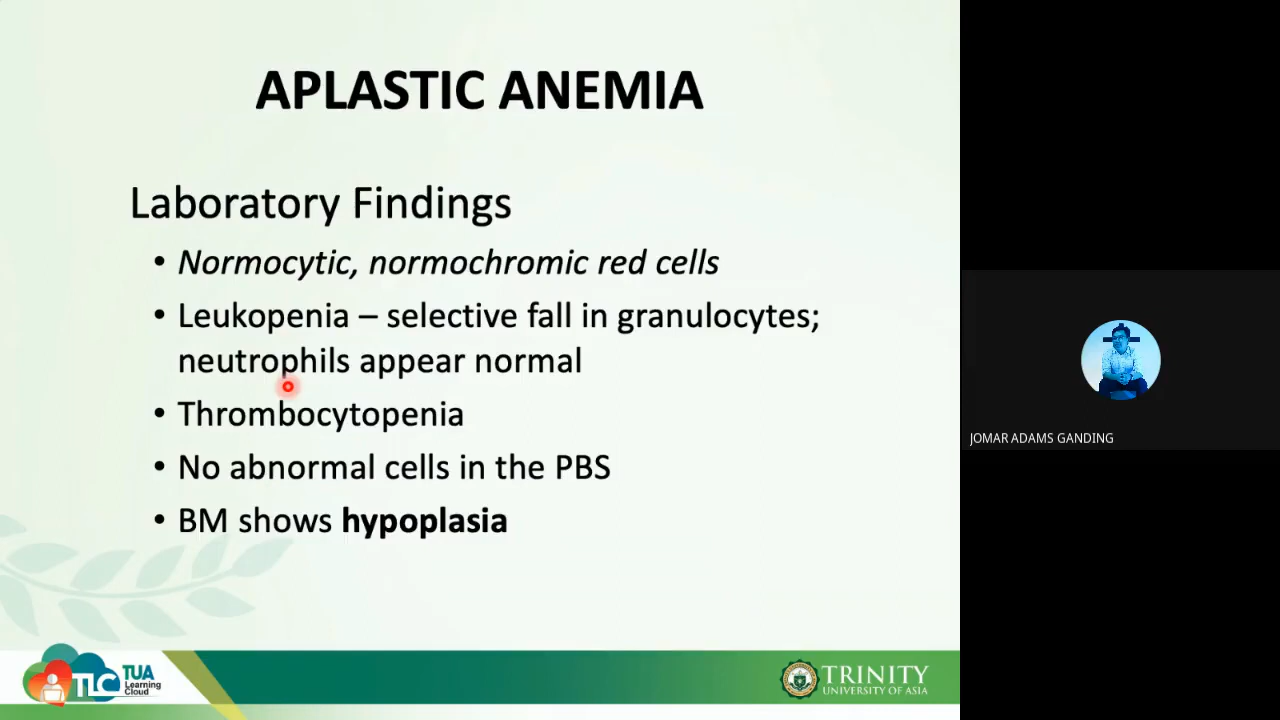 APLASTIC ANEMIA
Laboratory Findings
• Normocytic, normochromic red cells
• Leukopenia – selective fall in granulocytes;
neutrophils appear normal
• Thrombocytopenia
• No abnormal cells in the PBS
• BM shows hypoplasia
JOMAR ADAMS GANDING
TLC
TUA
Learning
Cloud
TRINITY
UNIVERSITY OF ASIA